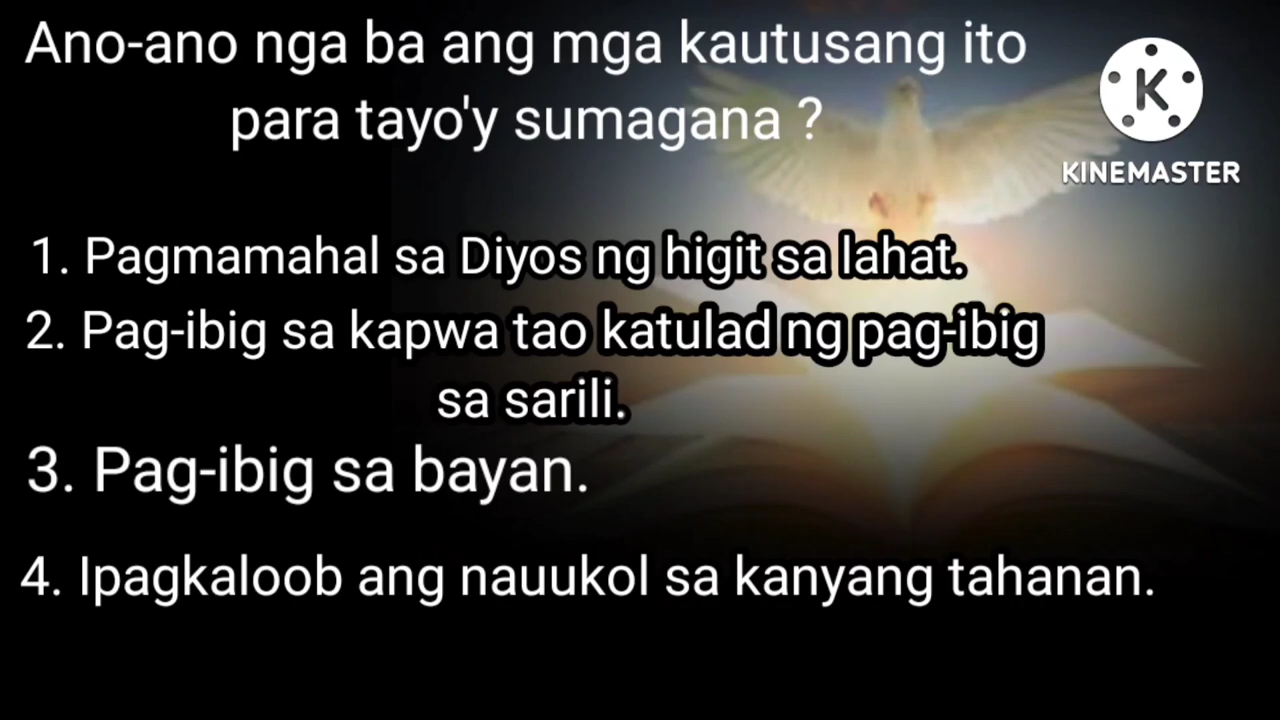 Ano-ano nga ba ang mga kautusang ito
para tayo'y sumagana ?
K
KINEMASTER
1. Pagmamahal sa Diyos ng higit sa lahat.
2. Pag-ibig sa kapwa tao katulad ng pag-ibig
sa sarili.
3. Pag-ibig sa bayan.
4. Ipagkaloob ang nauukol sa kanyang tahanan.